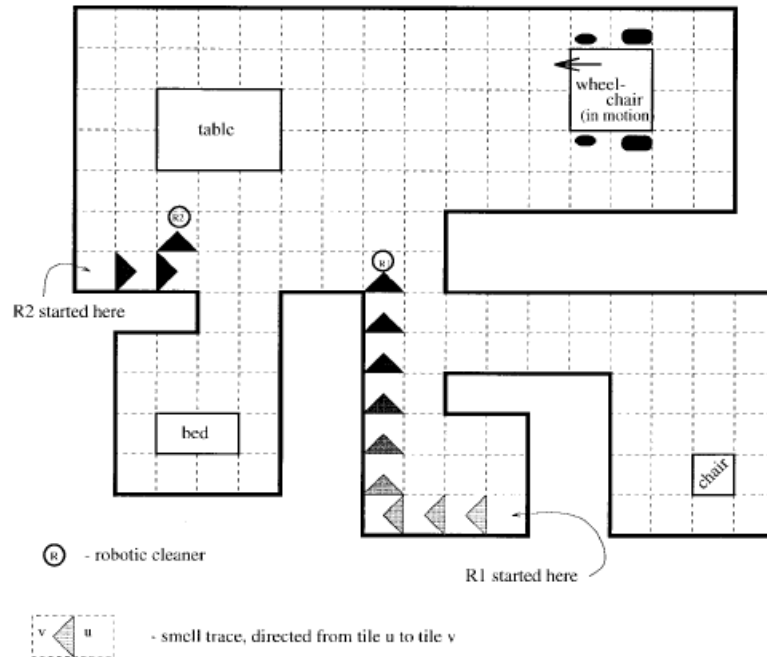 wheel-
chair
(in motion)
table
R2
R1
R2 started here
bed
chair
R - robotic cleaner
R1 started here
v u - smell trace, directed from tile u to tile v